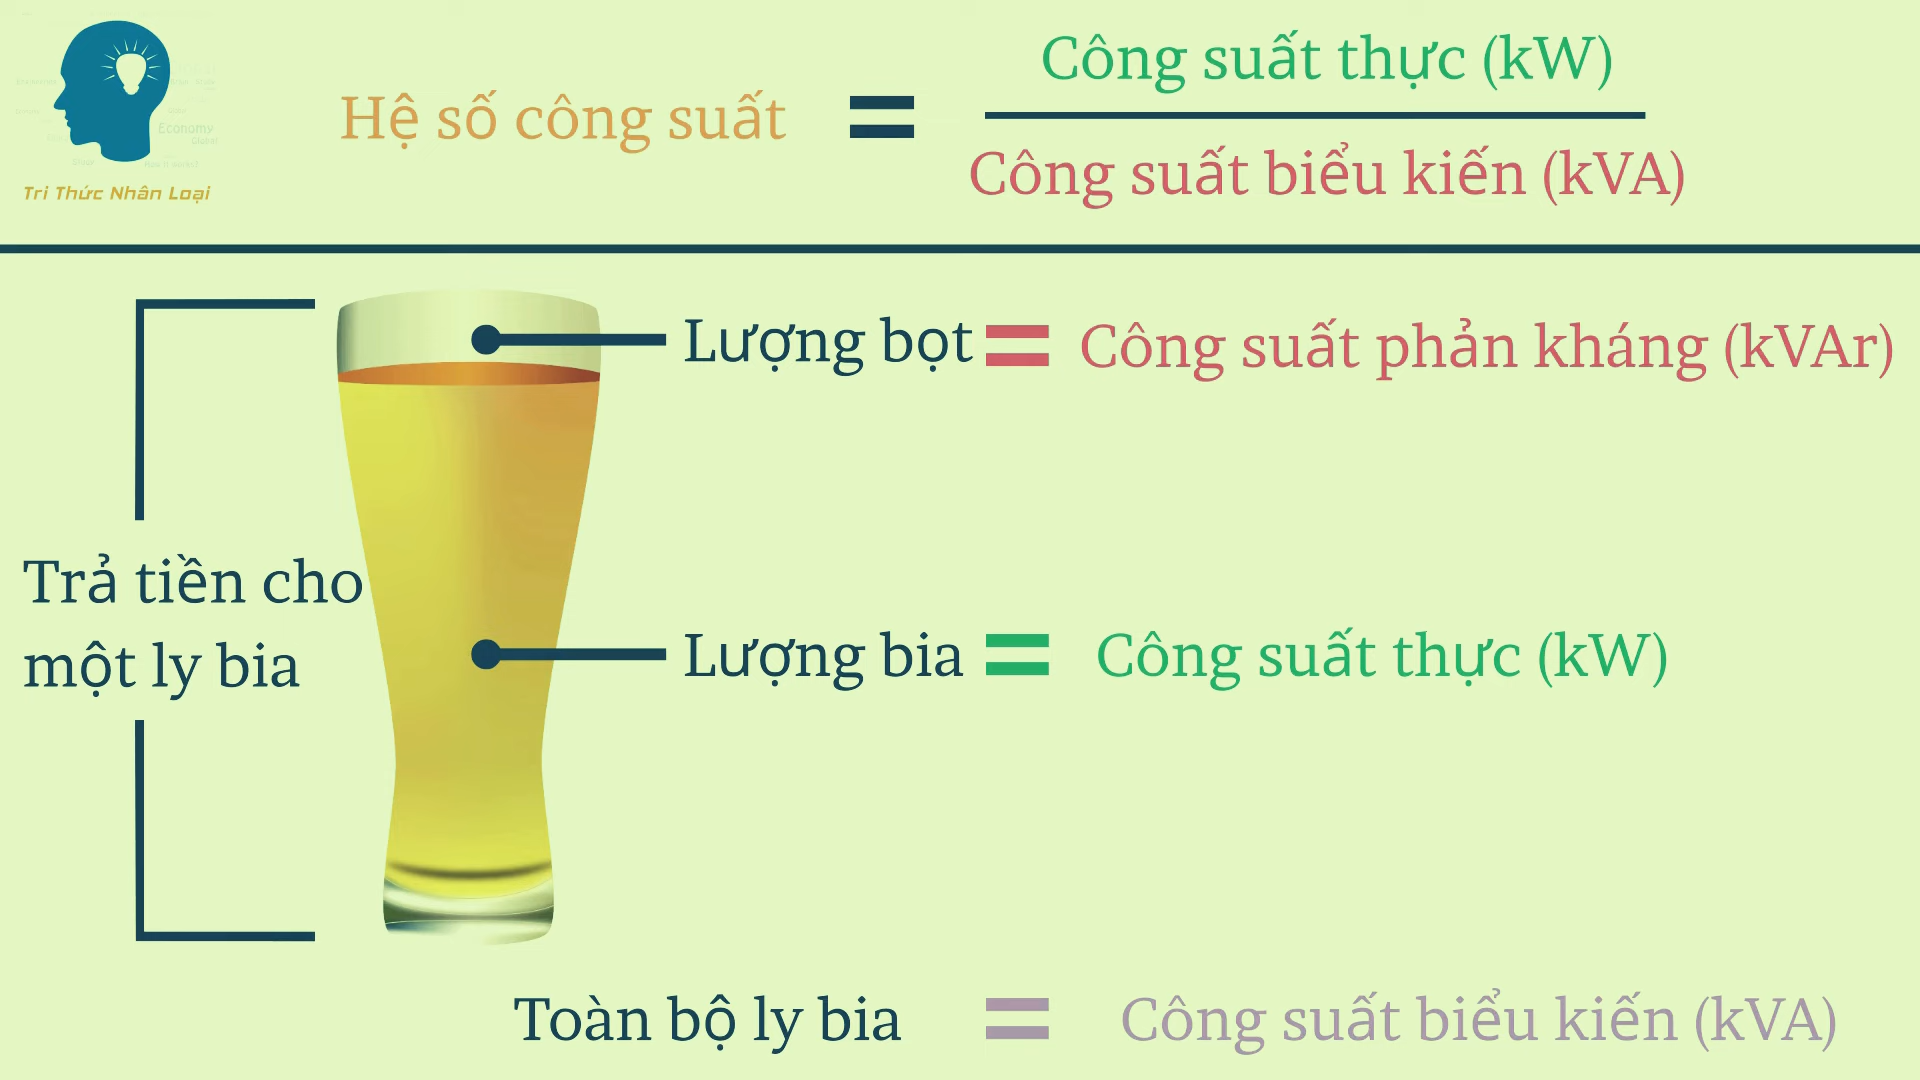 Công suất thực (kW)
Hệ số công suất =
Công suất biểu kiến (kVA)
Economy
Global
Tri Thức Nhân Loại
Lượng bọt = Công suất phản kháng (kVAr)
Trả tiền cho
một ly bia
Lượng bia = Công suất thực (kW)
Toàn bộ ly bia = Công suất biểu kiến (kVA)